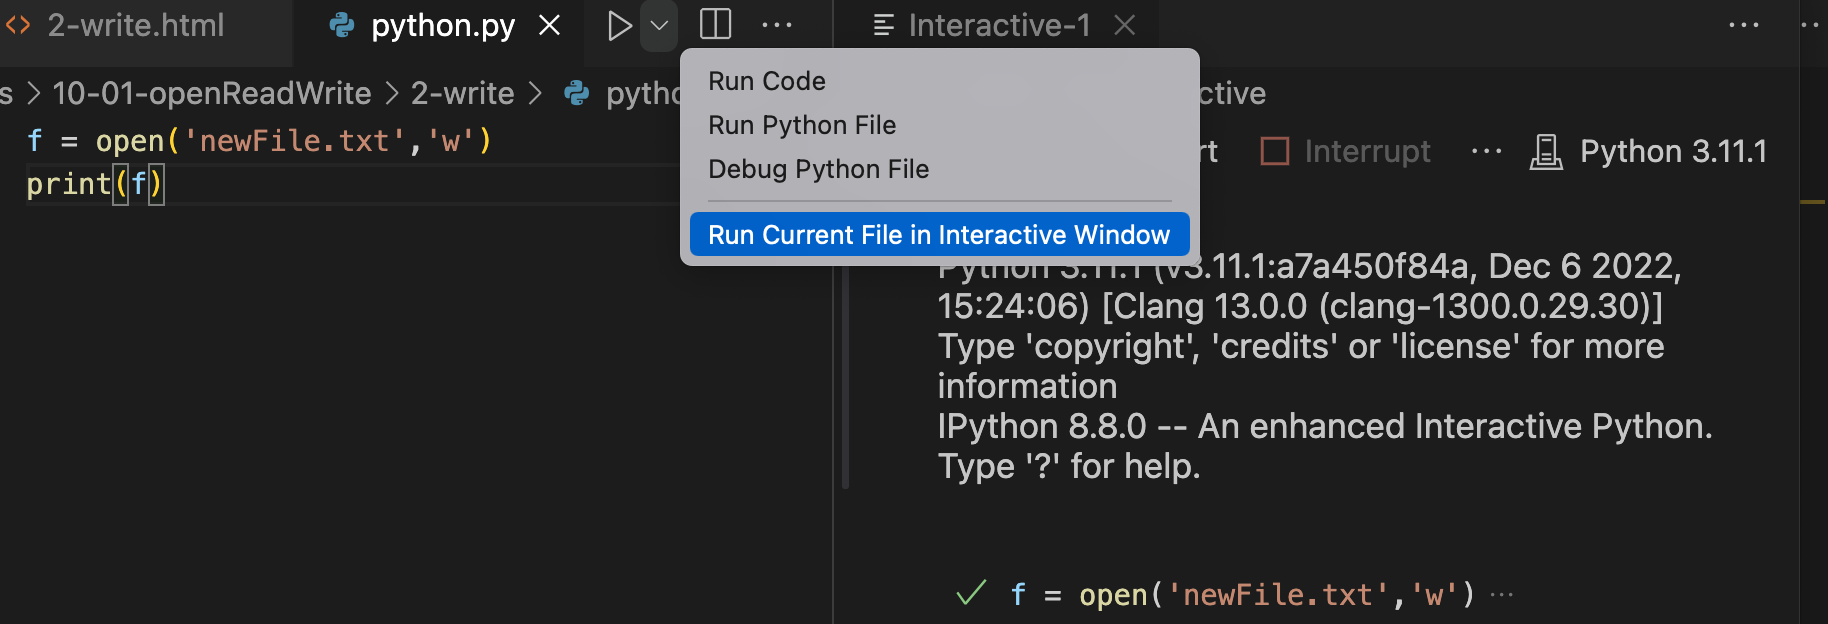 2-write.html
python.py
Interactive-1
s > 10-01-openReadWrite > 2-write >
f = open('newFile.txt','w')
print(f)
Run Code
Run Python File
Debug Python File
Run Current File in Interactive Window
Interrupt
Python 3.11.1
Python 3.11.1 (v3.11.1:a7a450f84a, Dec 6 2022,
15:24:06) [Clang 13.0.0 (clang-1300.0.29.30)]
Type 'copyright', 'credits' or 'license' for more
information
IPython 8.8.0 -- An enhanced Interactive Python.
Type '?' for help.
f = open('newFile.txt','w') ...